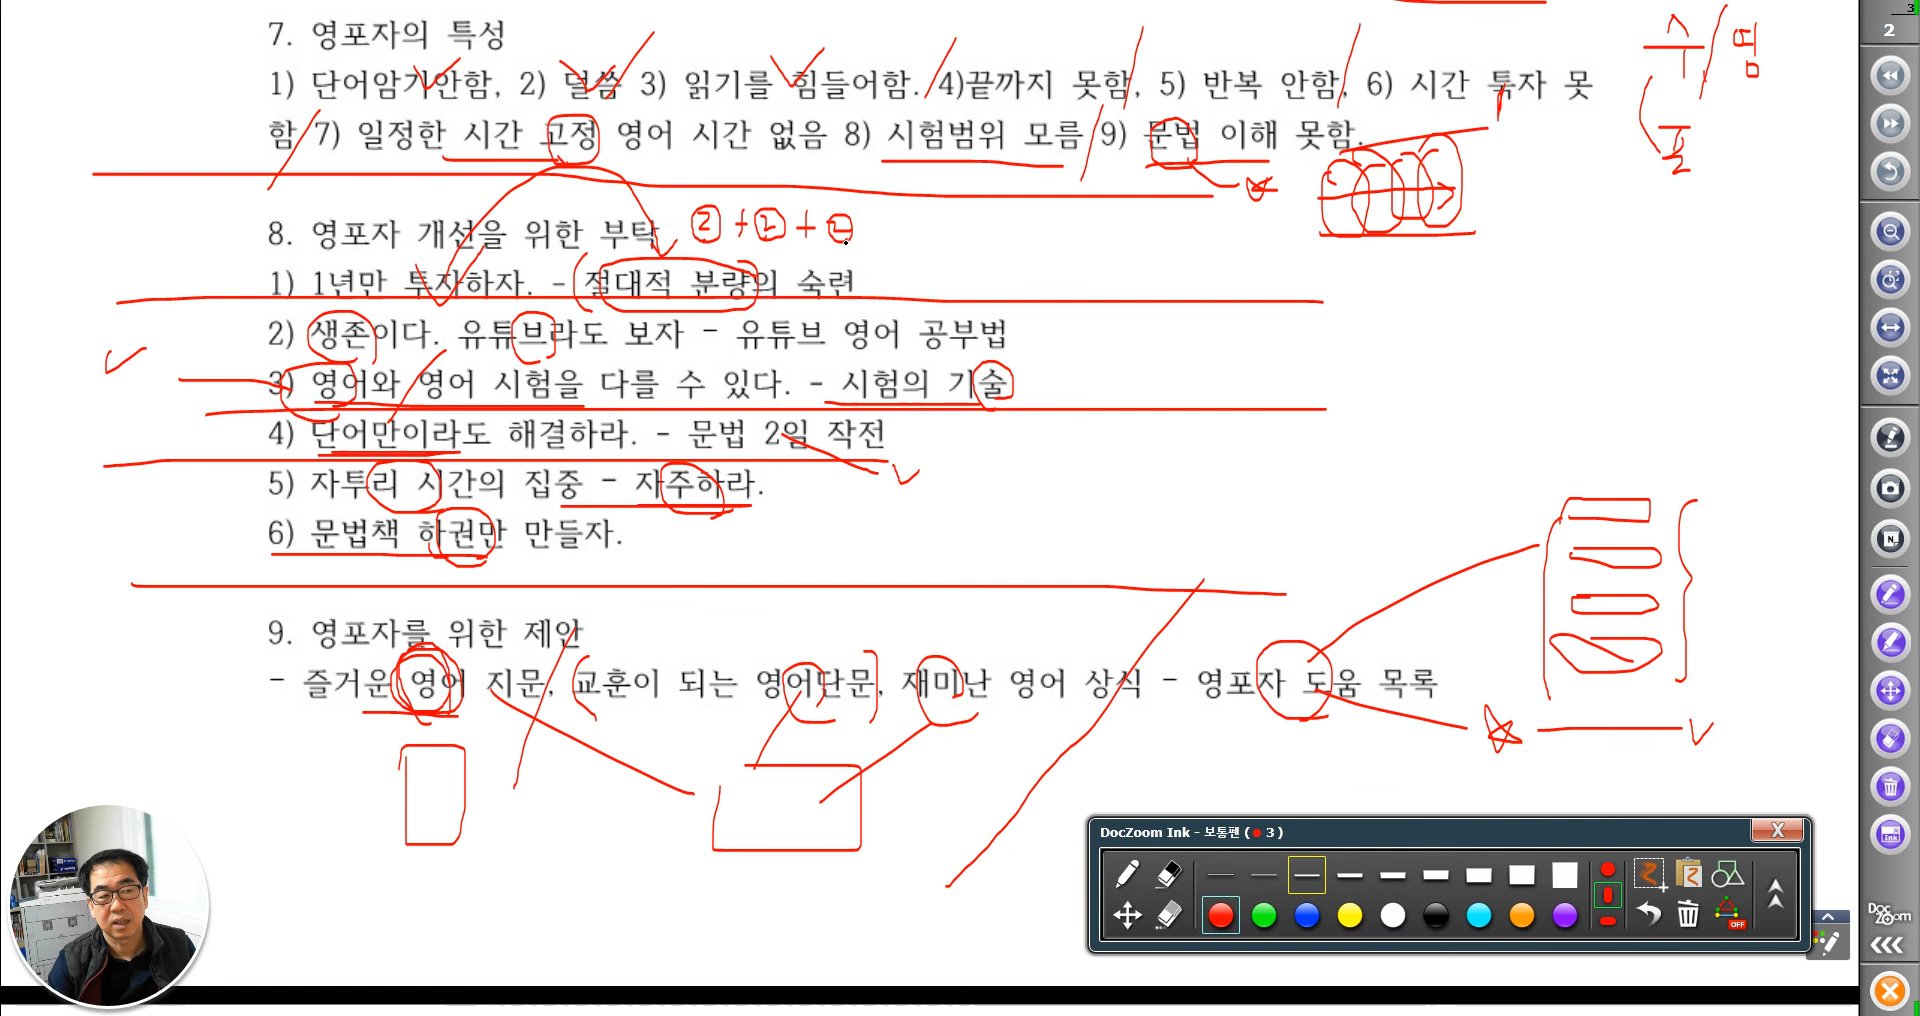 7. 영포자의 특성
1) 단어암기안함, 2) 덜씀 3) 읽기를 힘들어함. 4)끝까지 못함, 5) 반복 안함, 6) 시간 투자 못
함 7) 일정한 시간 고정 영어 시간 없음 8) 시험범위 모름 9) 문법 이해 못함.
8. 영포자 개선을 위한 부탁
② + ② + ②
1) 1년만 투자하자. - 절대적 분량의 숙련
2) 생존이다. 유튜브라도 보자 - 유튜브 영어 공부법
3) 영어와 영어 시험을 다를 수 있다. - 시험의 기술
4) 단어만이라도 해결하라. - 문법 2일 작전
5) 자투리 시간의 집중 - 자주하라.
6) 문법책 하권만 만들자.
9. 영포자를 위한 제안
- 즐거운 영어 지문, 교훈이 되는 영어단문, 재미난 영어 상식 - 영포자 도움 목록
DocZoom Ink - 보통펜 ( 3 )
OFF
3
2
N
Ink
DocZoom